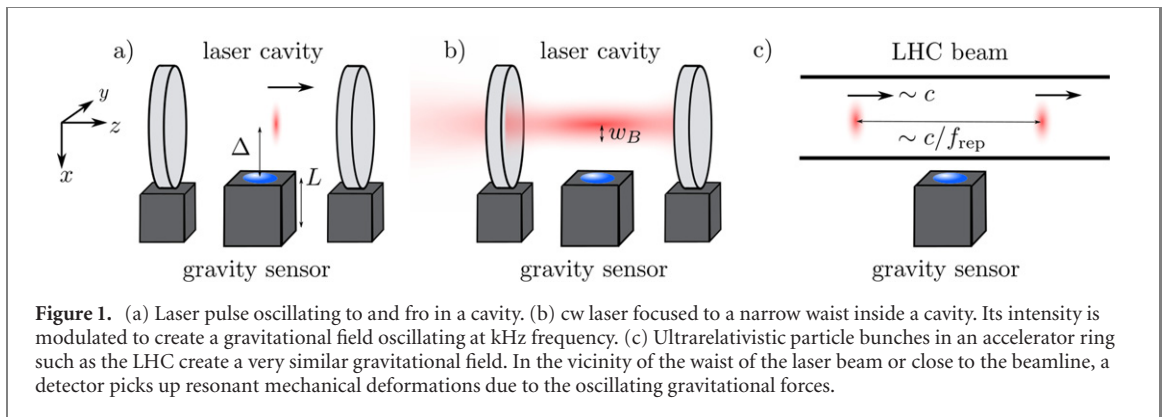 a)
laser cavity
y
z
x
Δ
L
gravity sensor
b)
laser cavity
w_B
gravity sensor
c)
LHC beam
∼ c
∼ c/f_rep
gravity sensor
Figure 1. (a) Laser pulse oscillating to and fro in a cavity. (b) cw laser focused to a narrow waist inside a cavity. Its intensity is
modulated to create a gravitational field oscillating at kHz frequency. (c) Ultrarelativistic particle bunches in an accelerator ring
such as the LHC create a very similar gravitational field. In the vicinity of the waist of the laser beam or close to the beamline, a
detector picks up resonant mechanical deformations due to the oscillating gravitational forces.